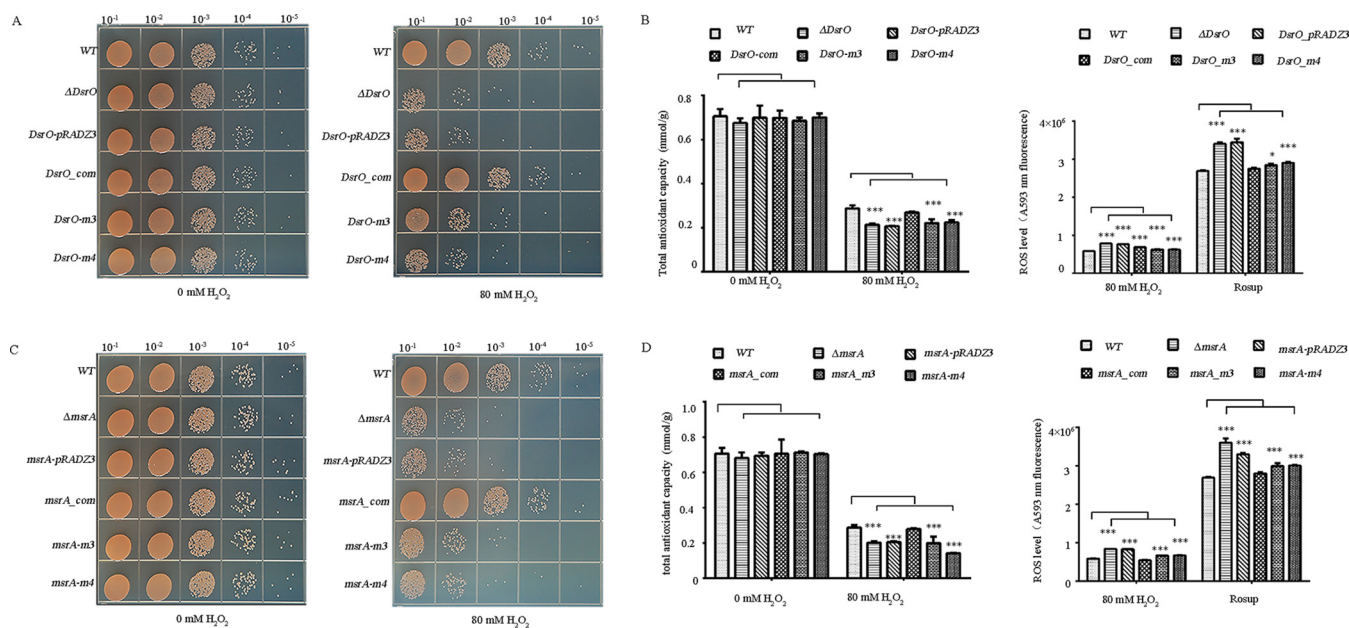 A
10⁻¹ 10⁻² 10⁻³ 10⁻⁴ 10⁻⁵
WT
ΔDsrO
DsrO-pRADZ3
DsrO_com
DsrO-m3
DsrO-m4
0 mM H₂O₂
10⁻¹ 10⁻² 10⁻³ 10⁻⁴ 10⁻⁵
WT
ΔDsrO
DsrO-pRADZ3
DsrO_com
DsrO-m3
DsrO-m4
80 mM H₂O₂
B
WT ΔDsrO DsrO-pRADZ3
DsrO-com DsrO-m3 DsrO-m4
Total antioxidant capacity (mmol/g)
0.8
0.6
0.4
0.2
0
*** *** *** ***
0 mM H₂O₂ 80 mM H₂O₂
WT ΔDsrO DsrO_pRADZ3
DsrO_com DsrO_m3 DsrO_m4
ROS level (A593 nm fluorescence)
4×10⁶
3
2
1
0
*** *** *** *** ***
*** *** * ***
80 mM H₂O₂ Rosup
C
10⁻¹ 10⁻² 10⁻³ 10⁻⁴ 10⁻⁵
WT
ΔmsrA
msrA-pRADZ3
msrA_com
msrA-m3
msrA-m4
0 mM H₂O₂
10⁻¹ 10⁻² 10⁻³ 10⁻⁴ 10⁻⁵
WT
ΔmsrA
msrA-pRADZ3
msrA_com
msrA-m3
msrA-m4
80 mM H₂O₂
D
WT ΔmsrA msrA-pRADZ3
msrA_com msrA_m3 msrA-m4
total antioxidant capacity (mmol/g)
1.0
0.8
0.6
0.4
0.2
0
*** *** *** ***
0 mM H₂O₂ 80 mM H₂O₂
WT ΔmsrA msrA-pRADZ3
msrA_com msrA_m3 msrA-m4
ROS level (A593 nm fluorescence)
4×10⁶
3
2
1
0
*** *** *** ***
*** *** *** ***
80 mM H₂O₂ Rosup